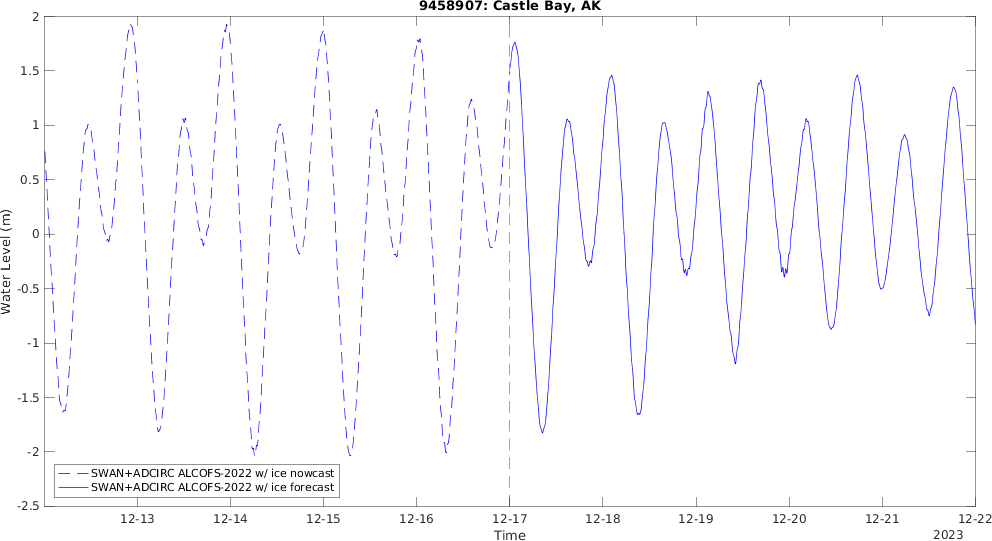 9458907: Castle Bay, AK
2
1.5
1
0.5
0
-0.5
-1
-1.5
-2
-2.5
Water Level (m)
SWAN+ADCIRC ALCOFS-2022 w/ ice nowcast
SWAN+ADCIRC ALCOFS-2022 w/ ice forecast
12-13 12-14 12-15 12-16 12-17 12-18 12-19 12-20 12-21 12-22
Time
2023